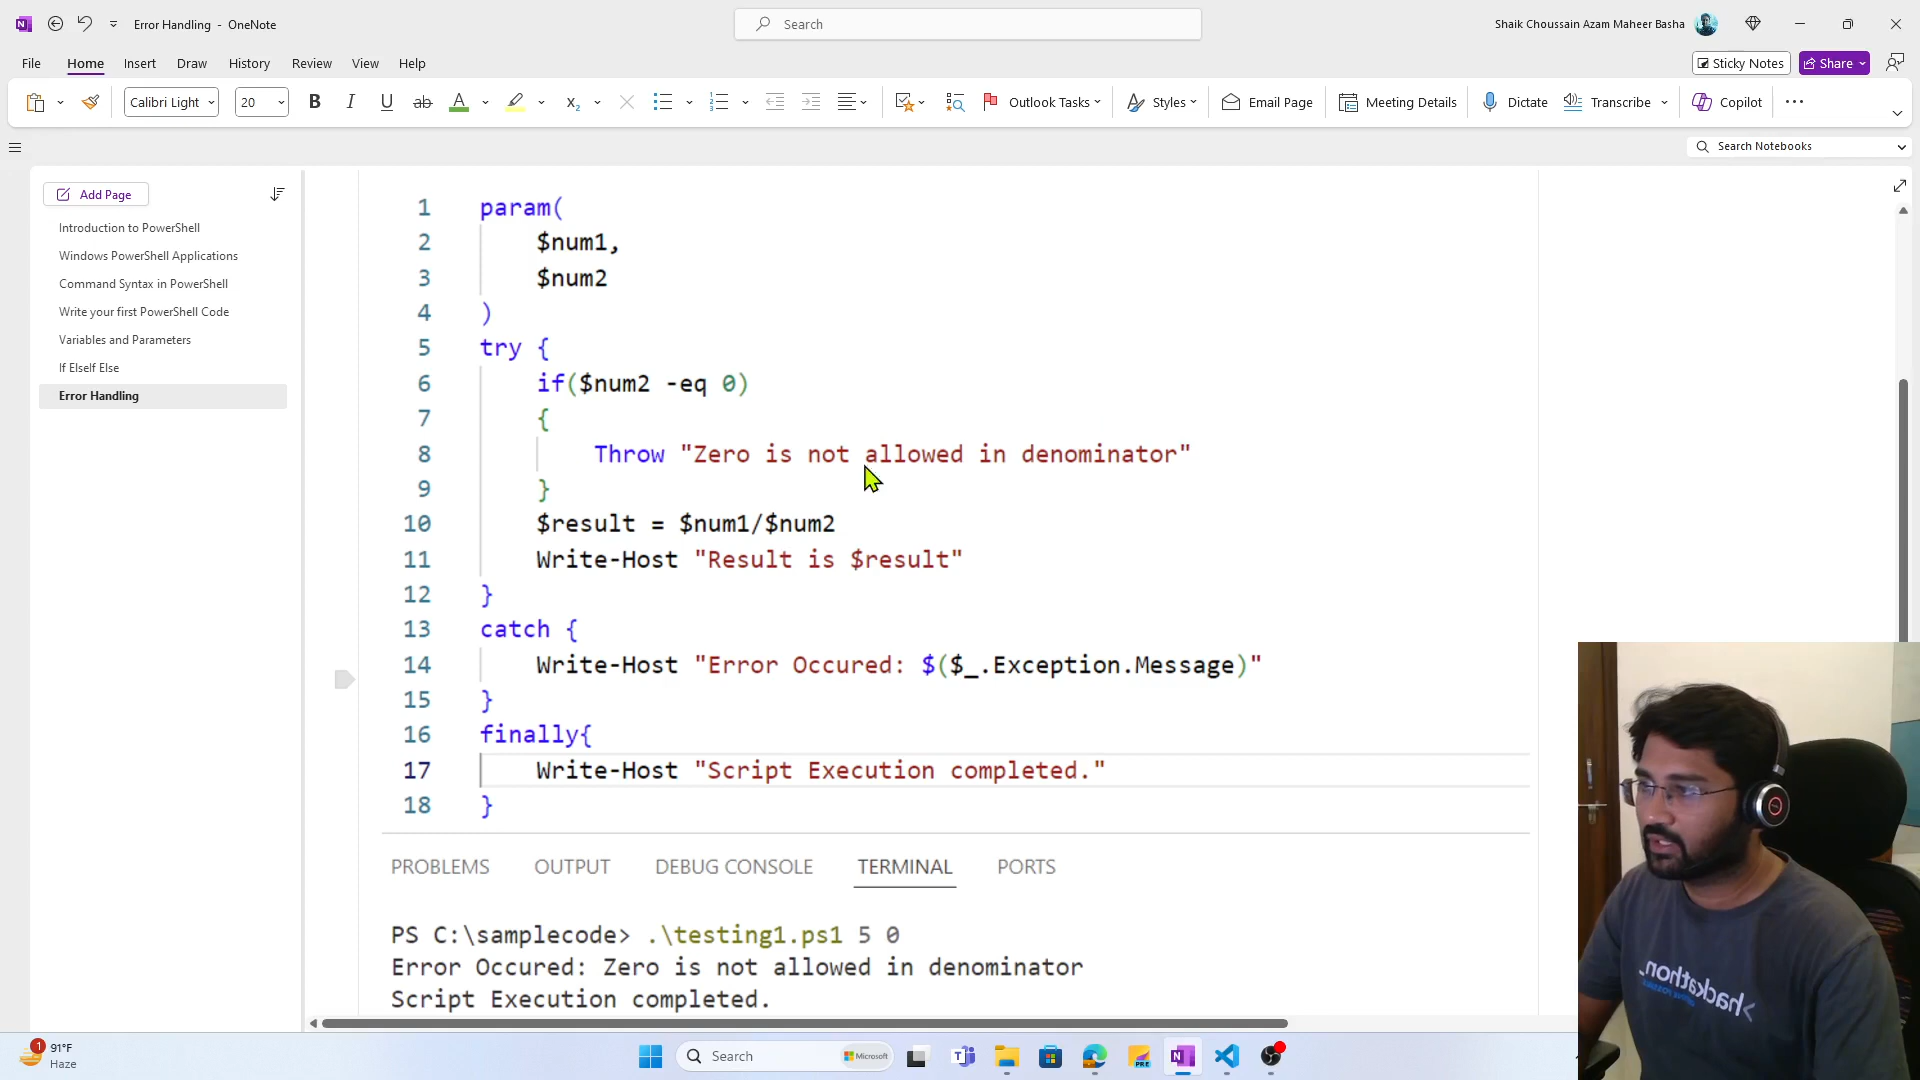 Error Handling - OneNote
Search
Shaik Choussain Azam Maheer Basha
File Home Insert Draw History Review View Help
Sticky Notes
Share
Calibri Light
20
B I U ab A
x₂
Outlook Tasks
Styles
Email Page
Meeting Details
Dictate
Transcribe
Copilot
Search Notebooks
Add Page
Introduction to PowerShell
Windows PowerShell Applications
Command Syntax in PowerShell
Write your first PowerShell Code
Variables and Parameters
If ElseIf Else
Error Handling
1 param(
2 $num1,
3 $num2
4 )
5 try {
6 if($num2 -eq 0)
7 {
8 Throw "Zero is not allowed in denominator"
9 }
10 $result = $num1/$num2
11 Write-Host "Result is $result"
12 }
13 catch {
14 Write-Host "Error Occured: $($_.Exception.Message)"
15 }
16 finally{
17 Write-Host "Script Execution completed."
18 }
PROBLEMS OUTPUT DEBUG CONSOLE TERMINAL PORTS
PS C:\samplecode> .\testing1.ps1 5 0
Error Occured: Zero is not allowed in denominator
Script Execution completed.
>hackathon_
1
91°F
Haze
Search
Microsoft
PRE